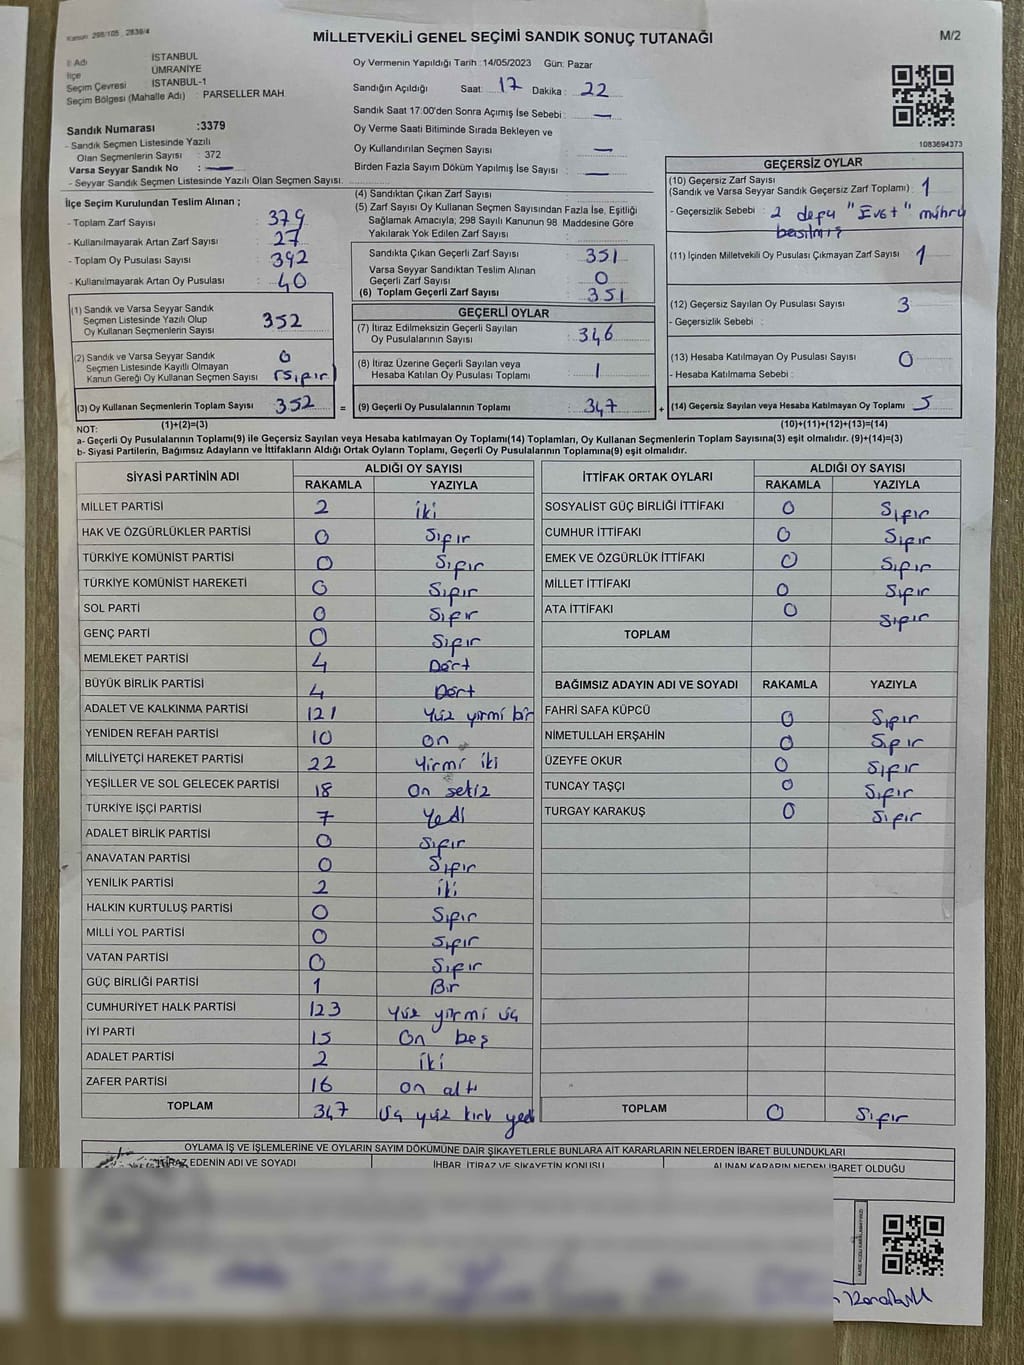 Kanun: 298/105 , 2839/4
MİLLETVEKİLİ GENEL SEÇİMİ SANDIK SONUÇ TUTANAĞI
M/2
İl Adı : İSTANBUL
İlçe : ÜMRANİYE
Seçim Çevresi : İSTANBUL-1
Seçim Bölgesi (Mahalle Adı) : PARSELLER MAH.
Oy Vermenin Yapıldığı Tarih :14/05/2023 Gün: Pazar
Sandığın Açıldığı Saat: 17 Dakika : 22
Sandık Saat 17:00'den Sonra Açılmış İse Sebebi : —
Oy Verme Saati Bitiminde Sırada Bekleyen ve
Oy Kullandırılan Seçmen Sayısı : —
Birden Fazla Sayım Döküm Yapılmış İse Sayısı : —
1083694373
Sandık Numarası :3379
- Sandık Seçmen Listesinde Yazılı
Olan Seçmenlerin Sayısı : 372
Varsa Seyyar Sandık No : —
- Seyyar Sandık Seçmen Listesinde Yazılı Olan Seçmen Sayısı:
İlçe Seçim Kurulundan Teslim Alınan ;
- Toplam Zarf Sayısı : 379
- Kullanılmayarak Artan Zarf Sayısı : 27
- Toplam Oy Pusulası Sayısı : 392
- Kullanılmayarak Artan Oy Pusulası : 40
(1) Sandık ve Varsa Seyyar Sandık
Seçmen Listesinde Yazılı Olup
Oy Kullanan Seçmenlerin Sayısı : 352
(2) Sandık ve Varsa Seyyar Sandık
Seçmen Listesinde Kayıtlı Olmayan
Kanun Gereği Oy Kullanan Seçmen Sayısı : 0 (Sıfır)
(3) Oy Kullanan Seçmenlerin Toplam Sayısı : 352
(1)+(2)=(3)
(4) Sandıktan Çıkan Zarf Sayısı :
(5) Zarf Sayısı Oy Kullanan Seçmen Sayısından Fazla İse, Eşitliği
Sağlamak Amacıyla; 298 Sayılı Kanunun 98. Maddesine Göre
Yakılarak Yok Edilen Zarf Sayısı :
Sandıkta Çıkan Geçerli Zarf Sayısı : 351
Varsa Seyyar Sandıktan Teslim Alınan
Geçerli Zarf Sayısı : 0
(6) Toplam Geçerli Zarf Sayısı : 351
GEÇERLİ OYLAR
(7) İtiraz Edilmeksizin Geçerli Sayılan
Oy Pusulalarının Sayısı : 346
(8) İtiraz Üzerine Geçerli Sayılan veya
Hesaba Katılan Oy Pusulası Toplamı : 1
= (9) Geçerli Oy Pusulalarının Toplamı : 347 +
GEÇERSİZ OYLAR
(10) Geçersiz Zarf Sayısı
(Sandık ve Varsa Seyyar Sandık Geçersiz Zarf Toplamı) : 1
- Geçersizlik Sebebi : 2 defa "Evet" mührü
basılmış
(11) İçinden Milletvekili Oy Pusulası Çıkmayan Zarf Sayısı : 1
(12) Geçersiz Sayılan Oy Pusulası Sayısı : 3
- Geçersizlik Sebebi :
(13) Hesaba Katılmayan Oy Pusulası Sayısı : 0
- Hesaba Katılmama Sebebi :
(14) Geçersiz Sayılan veya Hesaba Katılmayan Oy Toplamı : 5
(10)+(11)+(12)+(13)=(14)
NOT:
a- Geçerli Oy Pusulalarının Toplamı(9) ile Geçersiz Sayılan veya Hesaba katılmayan Oy Toplamı(14) Toplamları, Oy Kullanan Seçmenlerin Toplam Sayısına(3) eşit olmalıdır. (9)+(14)=(3)
b- Siyasi Partilerin, Bağımsız Adayların ve İttifakların Aldığı Ortak Oyların Toplamı, Geçerli Oy Pusulalarının Toplamına(9) eşit olmalıdır.
SİYASİ PARTİNİN ADI
ALDIĞI OY SAYISI
RAKAMLA YAZIYLA
MİLLET PARTİSİ 2 iki
HAK VE ÖZGÜRLÜKLER PARTİSİ 0 Sıfır
TÜRKİYE KOMÜNİST PARTİSİ 0 Sıfır
TÜRKİYE KOMÜNİST HAREKETİ 0 Sıfır
SOL PARTİ 0 Sıfır
GENÇ PARTİ 0 Sıfır
MEMLEKET PARTİSİ 4 Dört
BÜYÜK BİRLİK PARTİSİ 4 Dört
ADALET VE KALKINMA PARTİSİ 121 Yüz yirmi bir
YENİDEN REFAH PARTİSİ 10 on
MİLLİYETÇİ HAREKET PARTİSİ 22 Yirmi iki
YEŞİLLER VE SOL GELECEK PARTİSİ 18 On sekiz
TÜRKİYE İŞÇİ PARTİSİ 7 Yedi
ADALET BİRLİK PARTİSİ 0 Sıfır
ANAVATAN PARTİSİ 0 Sıfır
YENİLİK PARTİSİ 2 iki
HALKIN KURTULUŞ PARTİSİ 0 Sıfır
MİLLİ YOL PARTİSİ 0 Sıfır
VATAN PARTİSİ 0 Sıfır
GÜÇ BİRLİĞİ PARTİSİ 1 Bir
CUMHURİYET HALK PARTİSİ 123 Yüz yirmi üç
İYİ PARTİ 15 On beş
ADALET PARTİSİ 2 iki
ZAFER PARTİSİ 16 on altı
TOPLAM 347 Üç yüz kırk yedi
İTTİFAK ORTAK OYLARI
ALDIĞI OY SAYISI
RAKAMLA YAZIYLA
SOSYALİST GÜÇ BİRLİĞİ İTTİFAKI 0 Sıfır
CUMHUR İTTİFAKI 0 Sıfır
EMEK VE ÖZGÜRLÜK İTTİFAKI 0 Sıfır
MİLLET İTTİFAKI 0 Sıfır
ATA İTTİFAKI 0 Sıfır
TOPLAM
BAĞIMSIZ ADAYIN ADI VE SOYADI RAKAMLA YAZIYLA
FAHRİ SAFA KÜPCÜ 0 Sıfır
NİMETULLAH ERŞAHİN 0 Sıfır
ÜZEYFE OKUR 0 Sıfır
TUNCAY TAŞÇI 0 Sıfır
TURGAY KARAKUŞ 0 Sıfır
TOPLAM 0 Sıfır
OYLAMA İŞ VE İŞLEMLERİNE VE OYLARIN SAYIM DÖKÜMÜNE DAİR ŞİKAYETLERLE BUNLARA AİT KARARLARIN NELERDEN İBARET BULUNDUKLARI
İTİRAZ EDENİN ADI VE SOYADI İHBAR, İTİRAZ VE ŞİKAYETİN KONUSU ALINAN KARARIN NEDEN İBARET OLDUĞU